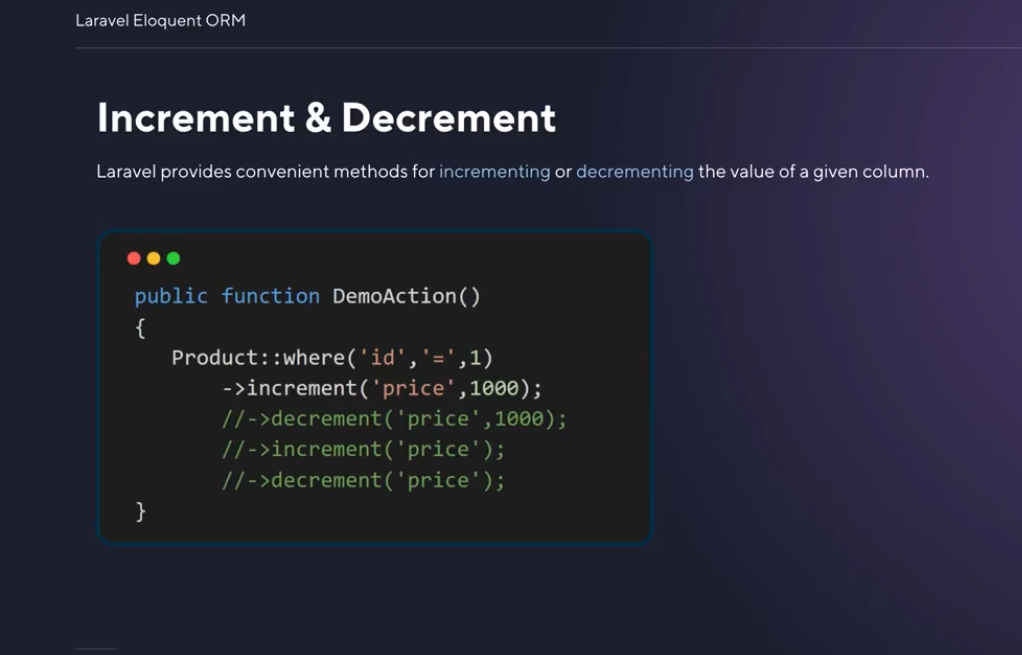 Laravel Eloquent ORM
Increment & Decrement
Laravel provides convenient methods for incrementing or decrementing the value of a given column.
public function DemoAction()
{
   Product::where('id','=',1)
       ->increment('price',1000);
       //->decrement('price',1000);
       //->increment('price');
       //->decrement('price');
}